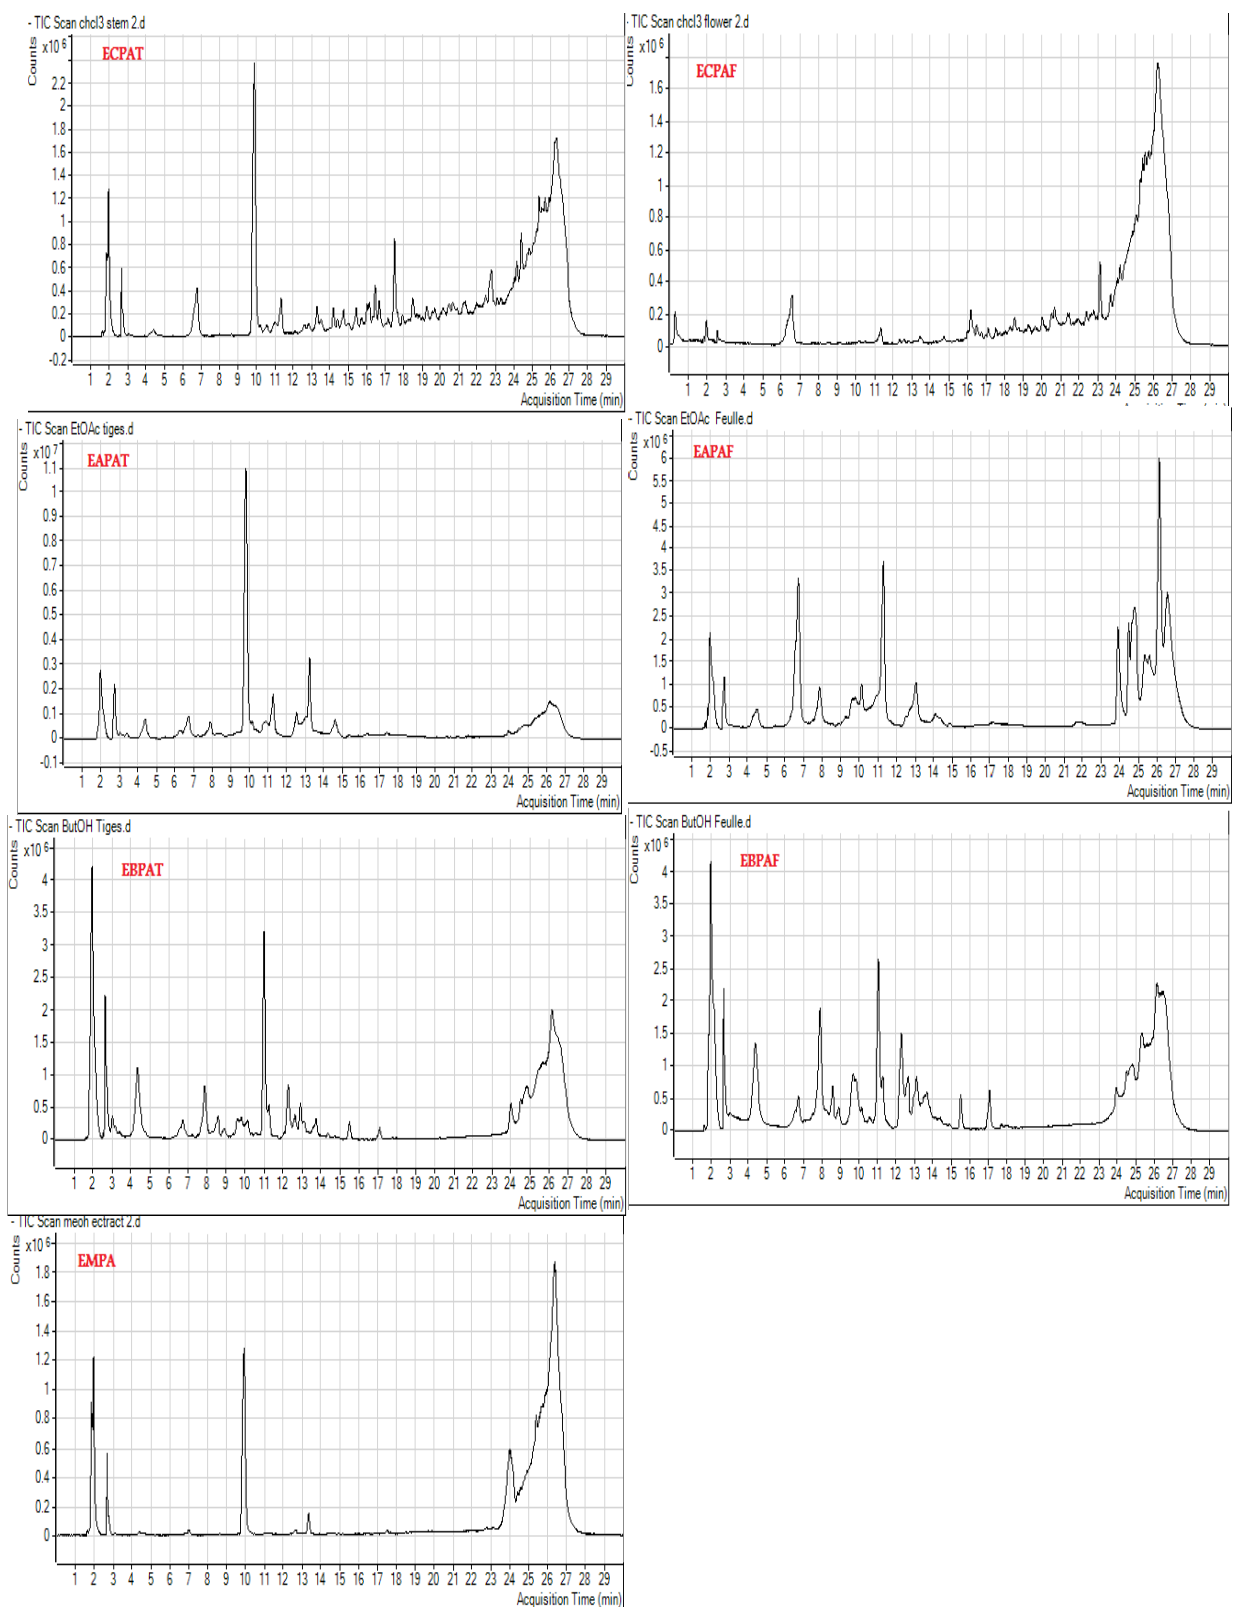 - TIC Scan chcl3 stem 2.d
Counts
x10 6
ECPAT
2.2
2
1.8
1.6
1.4
1.2
1
0.8
0.6
0.4
0.2
0
-0.2
1 2 3 4 5 6 7 8 9 10 11 12 13 14 15 16 17 18 19 20 21 22 23 24 25 26 27 28 29
Acquisition Time (min)
- TIC Scan chcl3 flower 2.d
Counts
x10 6
ECPAF
1.6
1.4
1.2
1
0.8
0.6
0.4
0.2
0
1 2 3 4 5 6 7 8 9 10 11 12 13 14 15 16 17 18 19 20 21 22 23 24 25 26 27 28 29
- TIC Scan EtOAc tiges.d
Counts
x10 7
EAPAT
1.1
1
0.9
0.8
0.7
0.6
0.5
0.4
0.3
0.2
0.1
0
-0.1
1 2 3 4 5 6 7 8 9 10 11 12 13 14 15 16 17 18 19 20 21 22 23 24 25 26 27 28 29
Acquisition Time (min)
- TIC Scan EtOAc Feulle.d
Counts
x10 6
EAPAF
6
5.5
5
4.5
4
3.5
3
2.5
2
1.5
1
0.5
0
-0.5
1 2 3 4 5 6 7 8 9 10 11 12 13 14 15 16 17 18 19 20 21 22 23 24 25 26 27 28 29
Acquisition Time (min)
- TIC Scan ButOH Tiges.d
Counts
x10 6
EBPAT
4
3.5
3
2.5
2
1.5
1
0.5
0
1 2 3 4 5 6 7 8 9 10 11 12 13 14 15 16 17 18 19 20 21 22 23 24 25 26 27 28 29
Acquisition Time (min)
- TIC Scan ButOH Feulle.d
Counts
x10 6
EBPAF
4
3.5
3
2.5
2
1.5
1
0.5
0
1 2 3 4 5 6 7 8 9 10 11 12 13 14 15 16 17 18 19 20 21 22 23 24 25 26 27 28 29
Acquisition Time (min)
- TIC Scan meoh ectract 2.d
Counts
x10 6
EMPA
1.8
1.6
1.4
1.2
1
0.8
0.6
0.4
0.2
0
1 2 3 4 5 6 7 8 9 10 11 12 13 14 15 16 17 18 19 20 21 22 23 24 25 26 27 28 29
Acquisition Time (min)